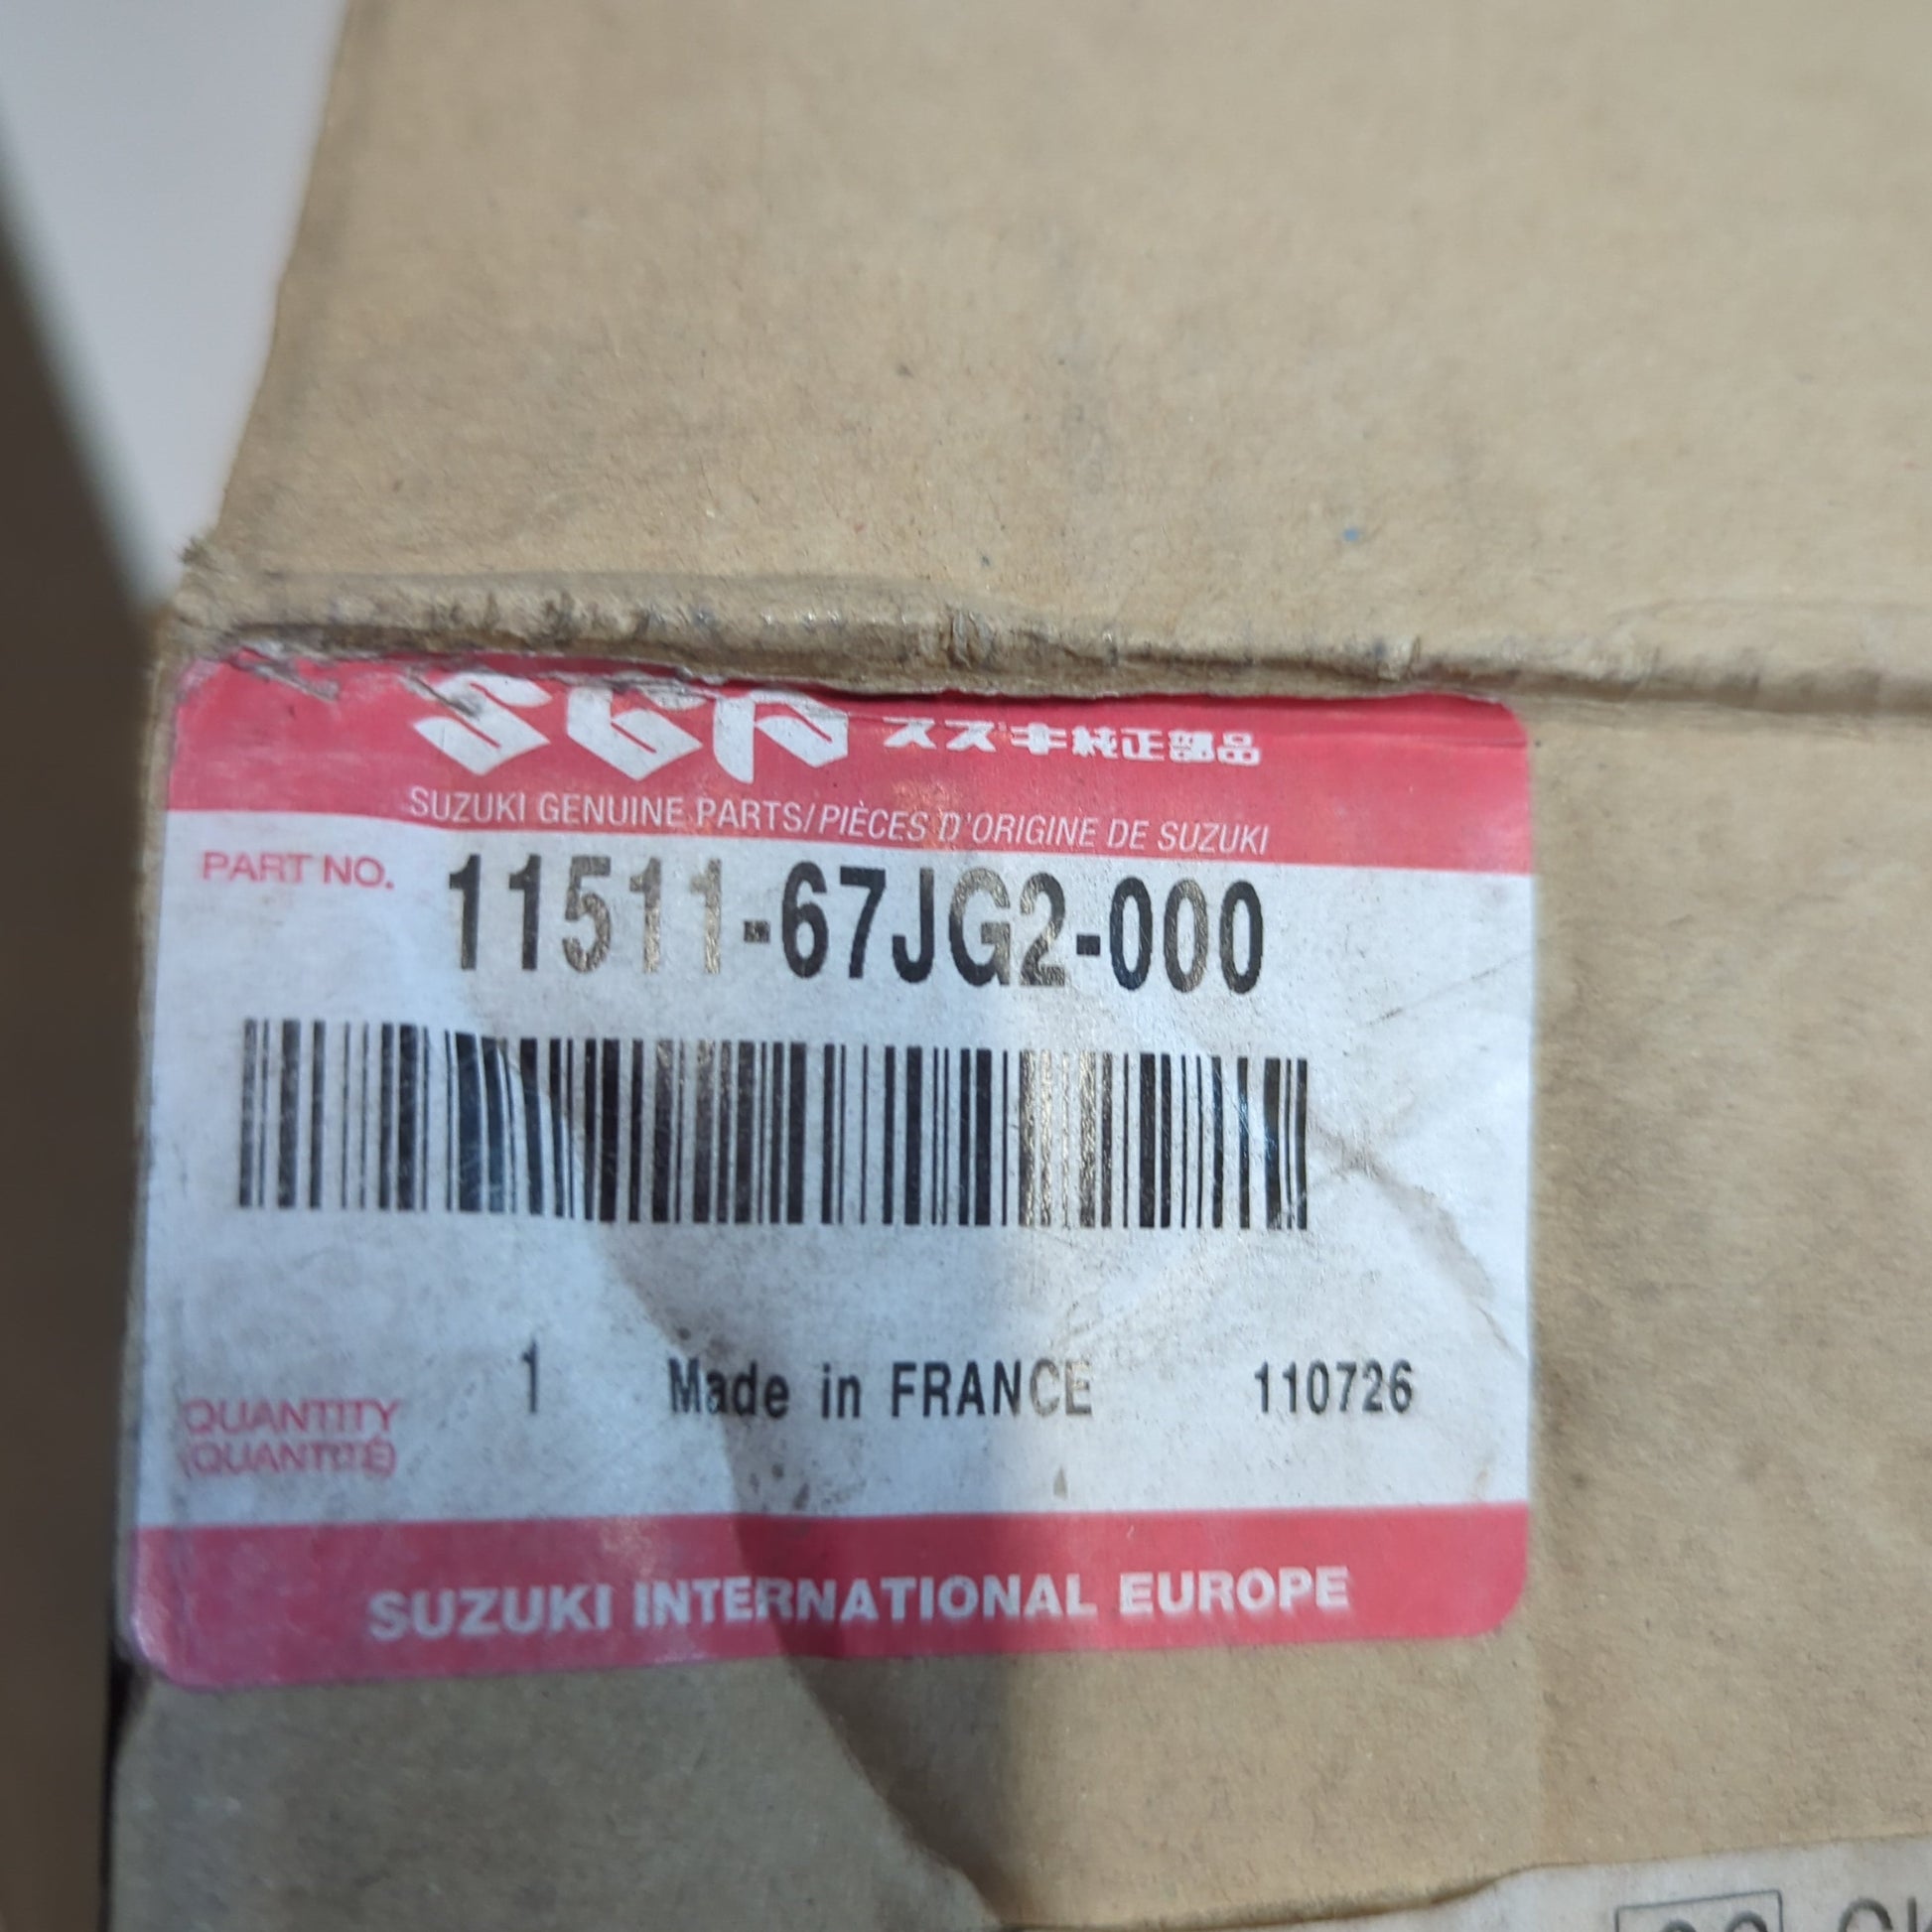 SGP スズキ純正部品
SUZUKI GENUINE PARTS/PIÈCES D'ORIGINE DE SUZUKI
PART NO. 11511-67JG2-000
1 Made in FRANCE 110726
QUANTITY
(QUANTITÉ)
SUZUKI INTERNATIONAL EUROPE